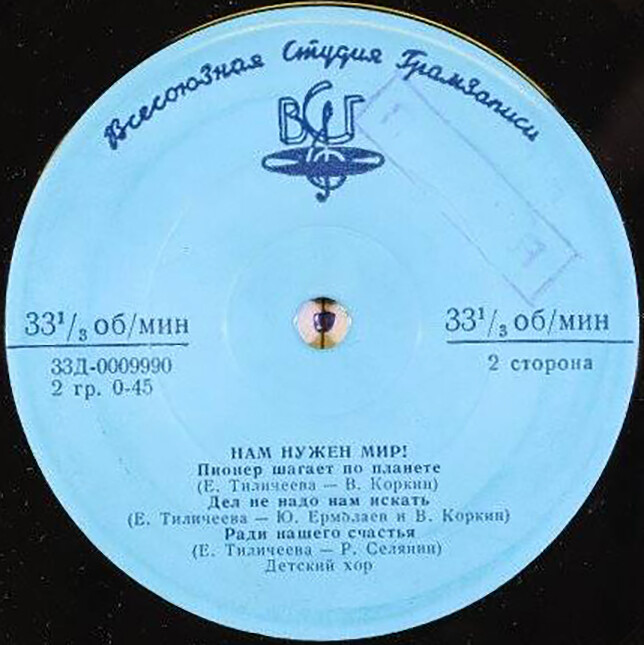 Всесоюзная Студия Грамзаписи
ВСГ
33¹/₃ об/мин
33¹/₃ об/мин
33Д-0009990
2 гр. 0-45
2 сторона
НАМ НУЖЕН МИР!
Пионер шагает по планете
(Е. Тиличеева — В. Коркин)
Дел не надо нам искать
(Е. Тиличеева — Ю. Ермолаев и В. Коркин)
Ради нашего счастья
(Е. Тиличеева — Р. Селянин)
Детский хор